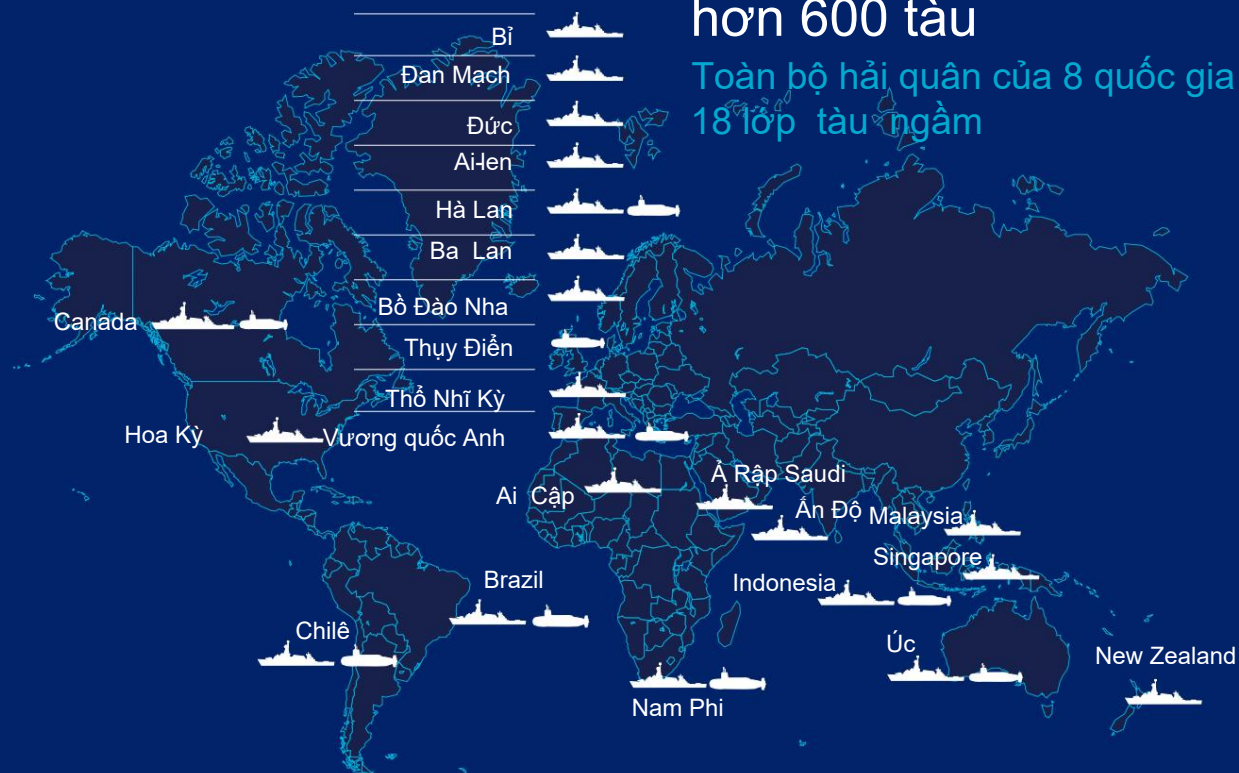 hơn 600 tàu
Toàn bộ hải quân của 8 quốc gia
18 lớp tàu ngầm
Bỉ
Đan Mạch
Đức
Ai-len
Hà Lan
Ba Lan
Bồ Đào Nha
Thụy Điển
Thổ Nhĩ Kỳ
Vương quốc Anh
Canada
Hoa Kỳ
Ai Cập
Ả Rập Saudi
Ấn Độ
Malaysia
Singapore
Indonesia
Brazil
Chilê
Úc
New Zealand
Nam Phi